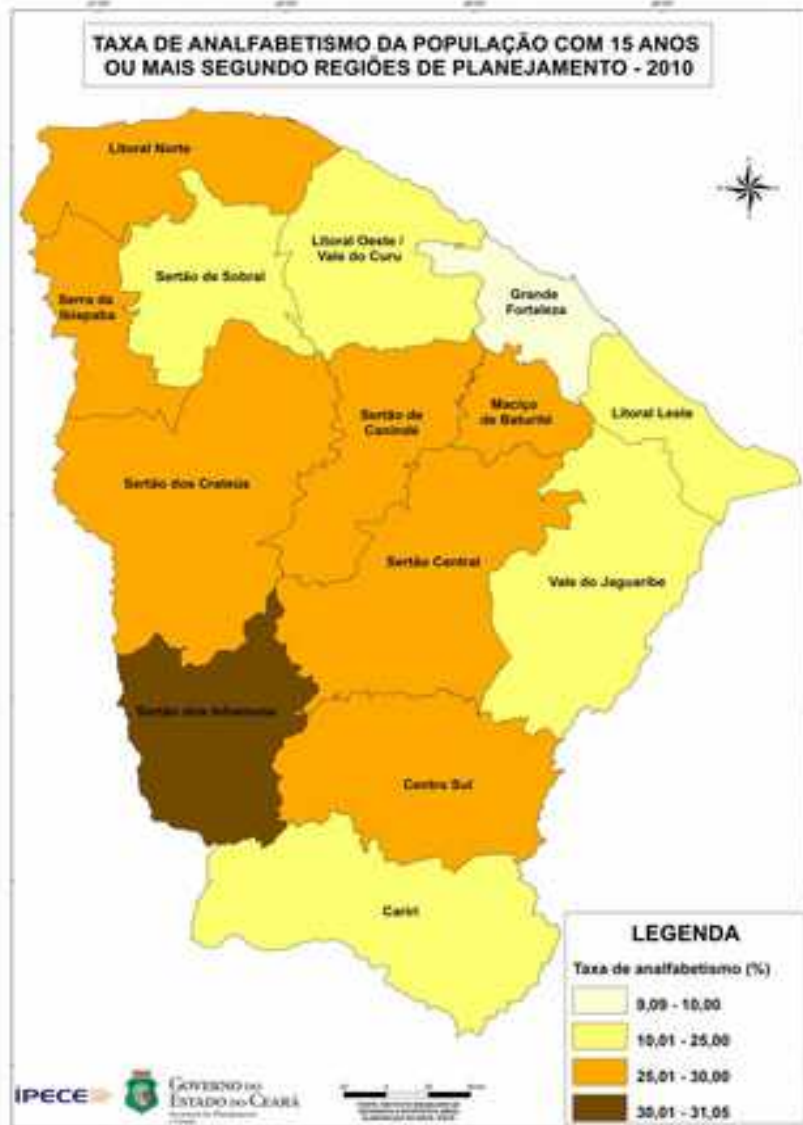 TAXA DE ANALFABETISMO DA POPULAÇÃO COM 15 ANOS
OU MAIS SEGUNDO REGIÕES DE PLANEJAMENTO - 2010
Litoral Norte
Litoral Oeste /
Vale do Curu
Sertão de Sobral
Grande
Fortaleza
Serra da
Ibiapaba
Sertão de
Canindé
Maciço
de Baturité
Litoral Leste
Sertão dos Crateús
Sertão Central
Vale do Jaguaribe
Sertão dos Inhamuns
Centro Sul
Cariri
LEGENDA
Taxa de analfabetismo (%)
9,09 - 10,00
10,01 - 25,00
25,01 - 30,00
30,01 - 31,05
IPECE
GOVERNO DO
ESTADO DO CEARÁ